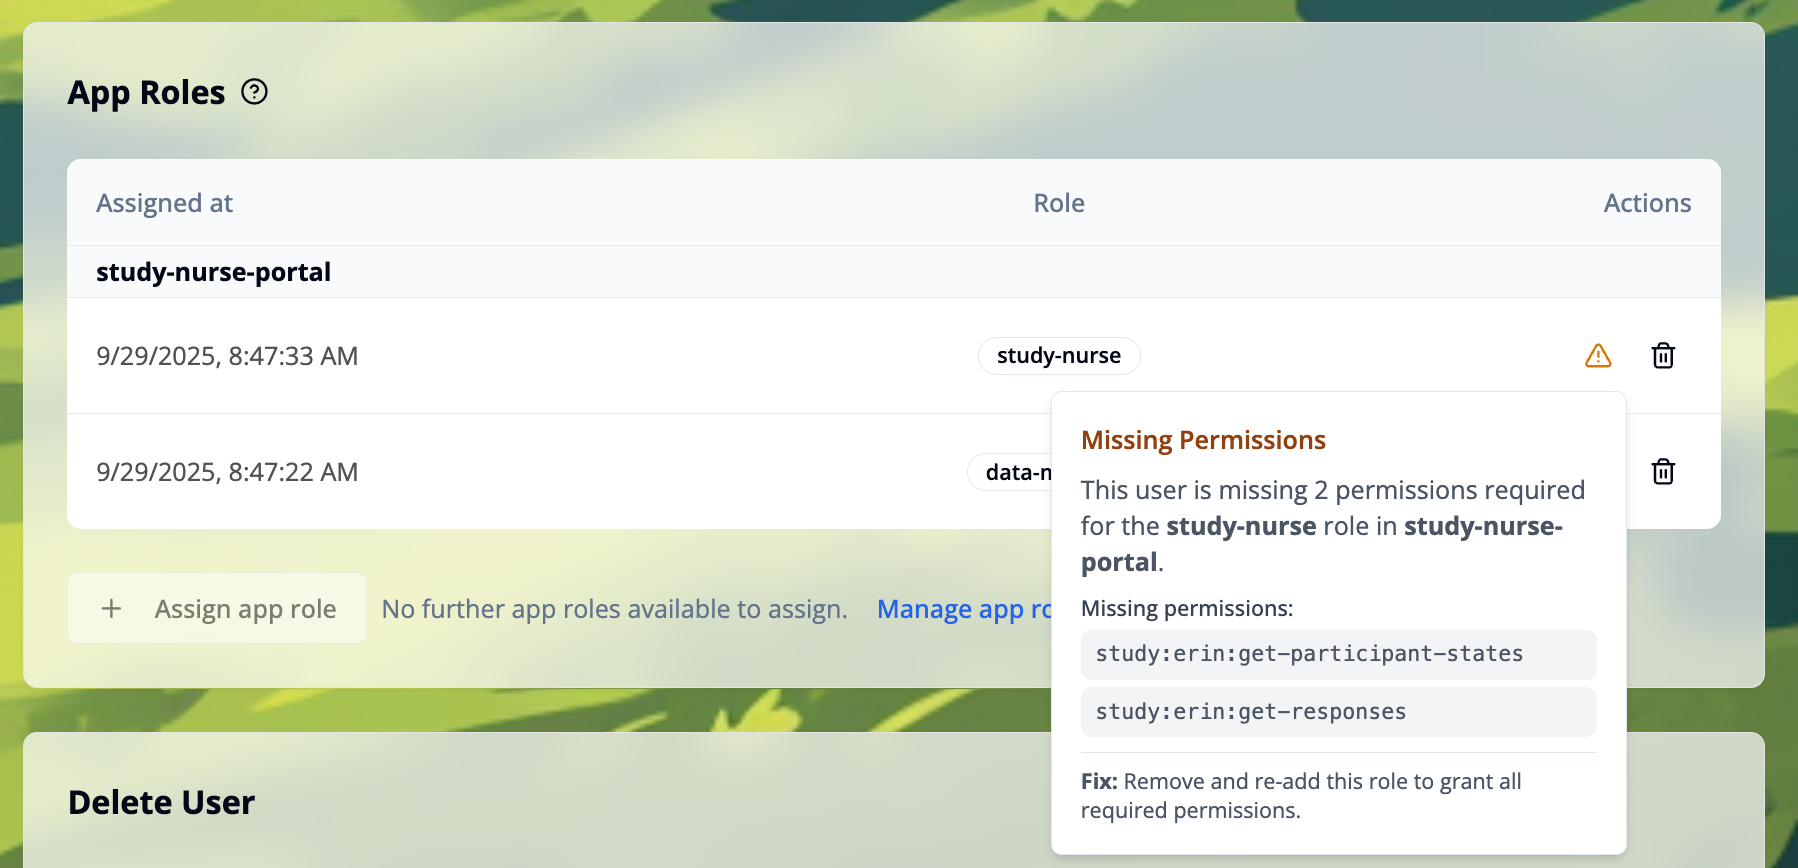 App Roles
Assigned at Role Actions
study-nurse-portal
9/29/2025, 8:47:33 AM study-nurse
9/29/2025, 8:47:22 AM
Assign app role No further app roles available to assign. Manage app
Missing Permissions
This user is missing 2 permissions required
for the study-nurse role in study-nurse-
portal.
Missing permissions:
study:erin:get-participant-states
study:erin:get-responses
Fix: Remove and re-add this role to grant all
required permissions.
Delete User